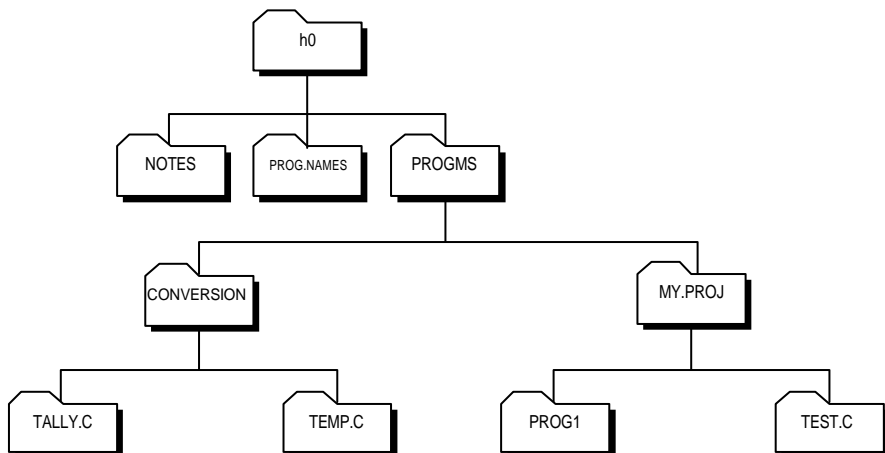 h0
NOTES
PROG.NAMES
PROGMS
CONVERSION
MY.PROJ
TALLY.C
TEMP.C
PROG1
TEST.C